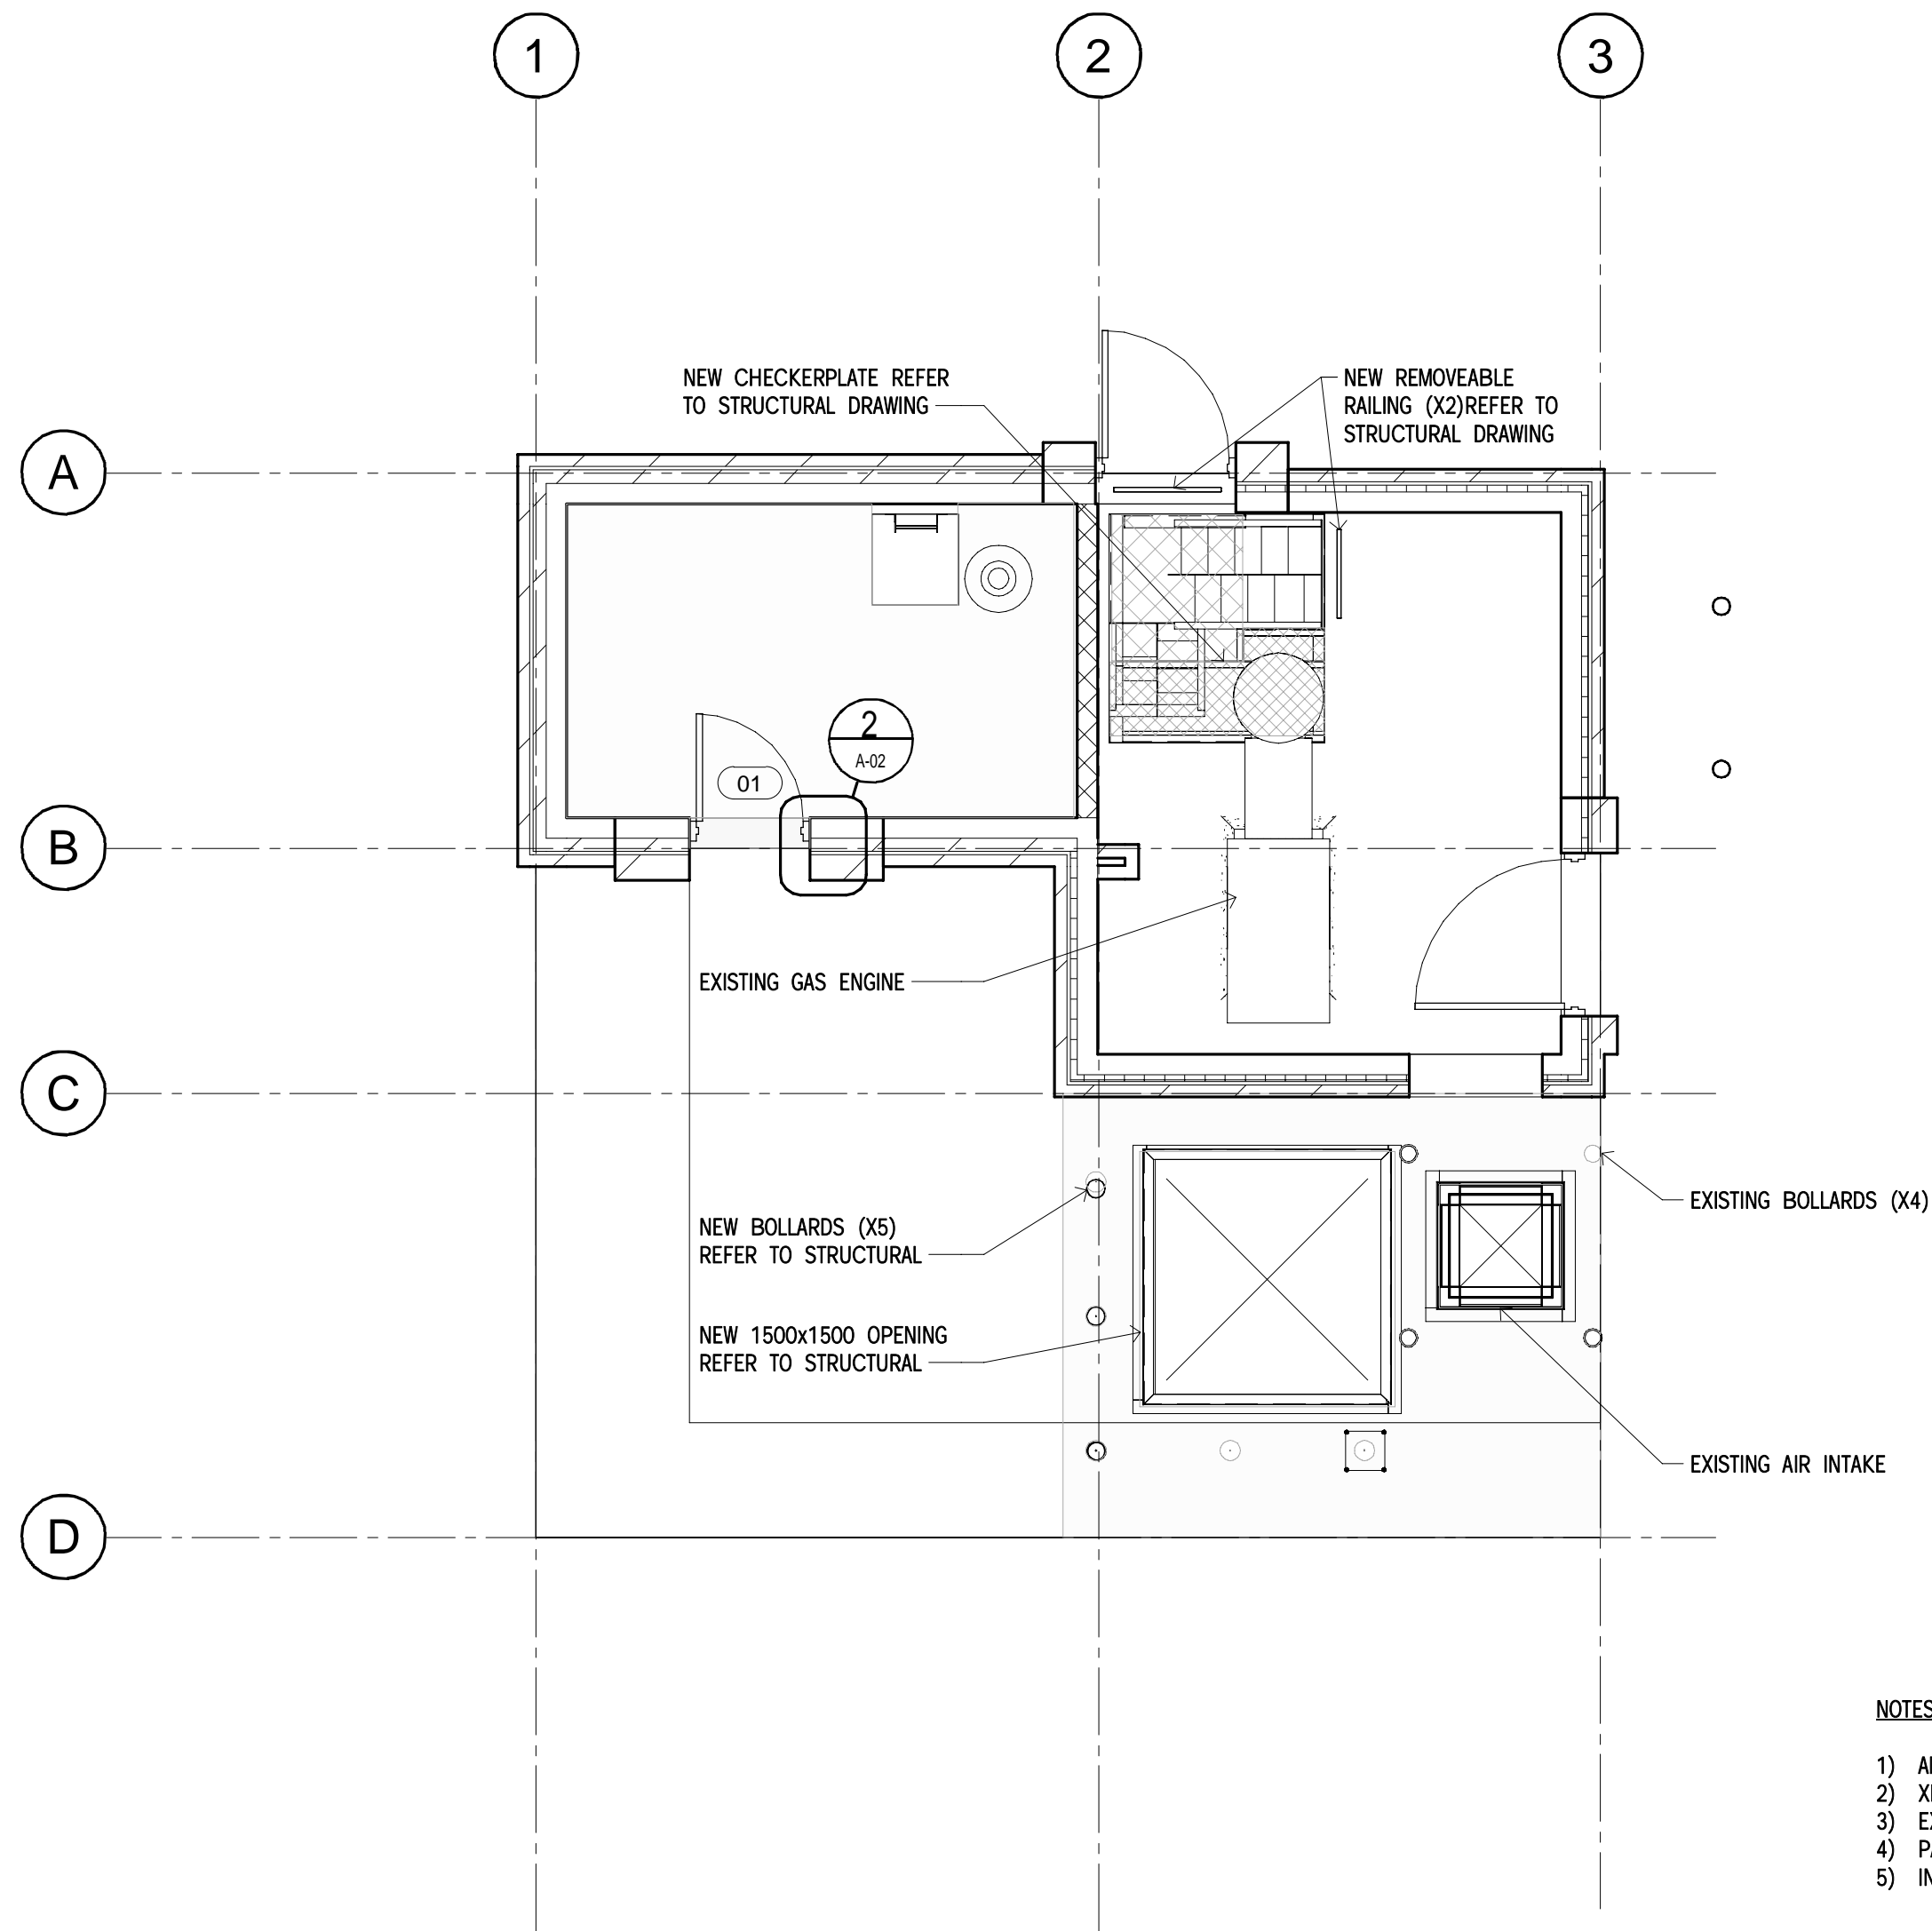 1
2
3
NEW CHECKERPLATE REFER
TO STRUCTURAL DRAWING
NEW REMOVEABLE
RAILING (X2)REFER TO
STRUCTURAL DRAWING
A
2
A-02
01
B
EXISTING GAS ENGINE
C
EXISTING BOLLARDS (X4)
NEW BOLLARDS (X5)
REFER TO STRUCTURAL
NEW 1500x1500 OPENING
REFER TO STRUCTURAL
EXISTING AIR INTAKE
D
NOTES
1)
2)
3)
4)
5)